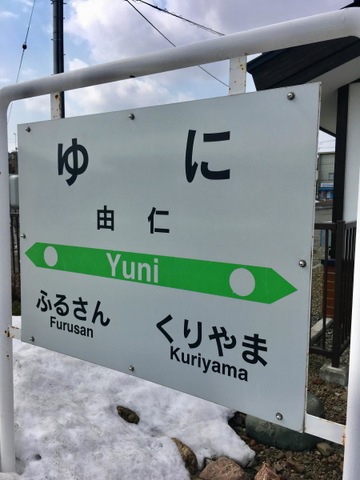 ゆに
由仁
Yuni
ふるさん
Furusan
くりやま
Kuriyama